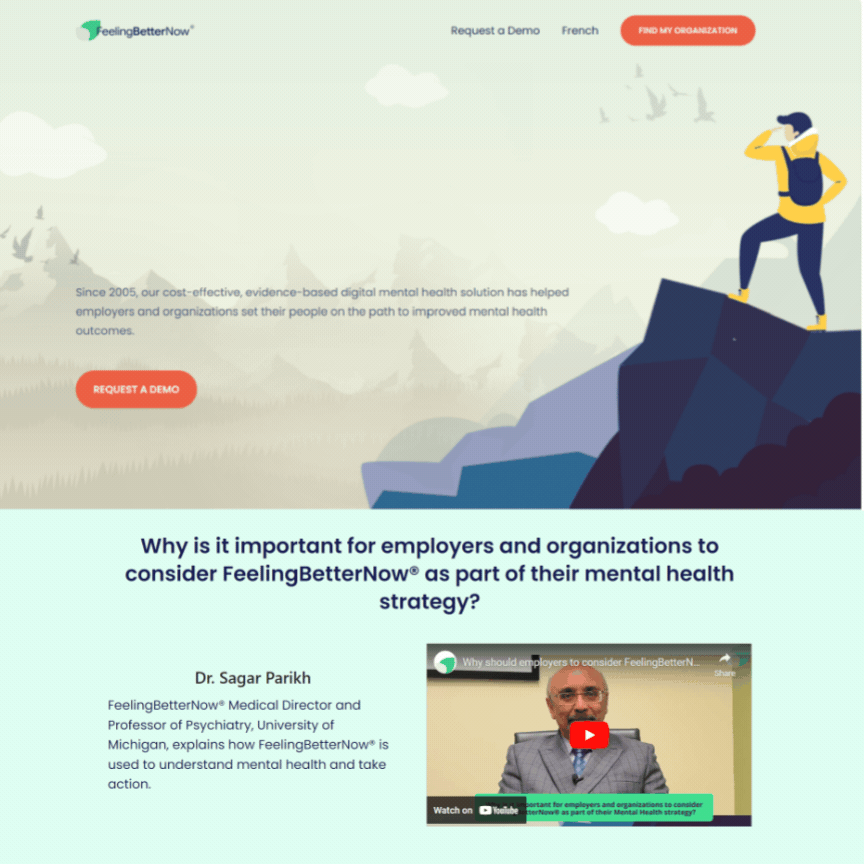 FeelingBetterNow®
Request a Demo
French
FIND MY ORGANIZATION
Since 2005, our cost-effective, evidence-based digital mental health solution has helped
employers and organizations set their people on the path to improved mental health
outcomes.
REQUEST A DEMO
Why is it important for employers and organizations to
consider FeelingBetterNow® as part of their mental health
strategy?
Dr. Sagar Parikh
FeelingBetterNow® Medical Director and
Professor of Psychiatry, University of
Michigan, explains how FeelingBetterNow® is
used to understand mental health and take
action.
Why should employers to consider FeelingBetterN...
Share
important for employers and organizations to consider
as part of their Mental Health strategy?
Watch on YouTube